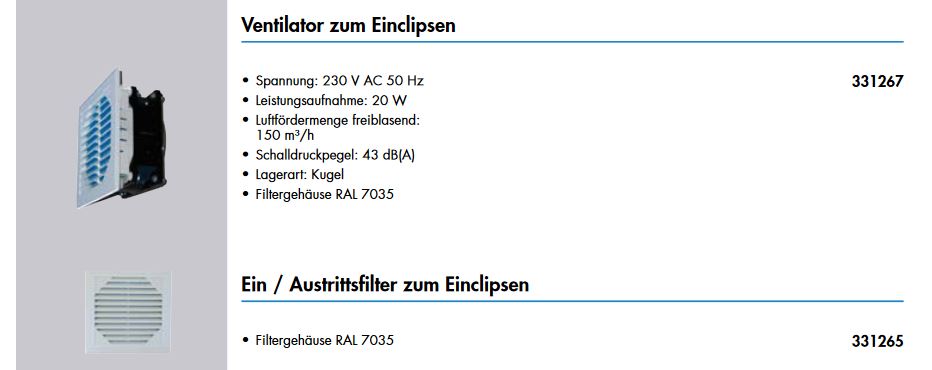 Ventilator zum Einclipsen
• Spannung: 230 V AC 50 Hz
331267
• Leistungsaufnahme: 20 W
• Luftfördermenge freiblasend:
150 m³/h
• Schalldruckpegel: 43 dB(A)
• Lagerart: Kugel
• Filtergehäuse RAL 7035
Ein / Austrittsfilter zum Einclipsen
• Filtergehäuse RAL 7035
331265